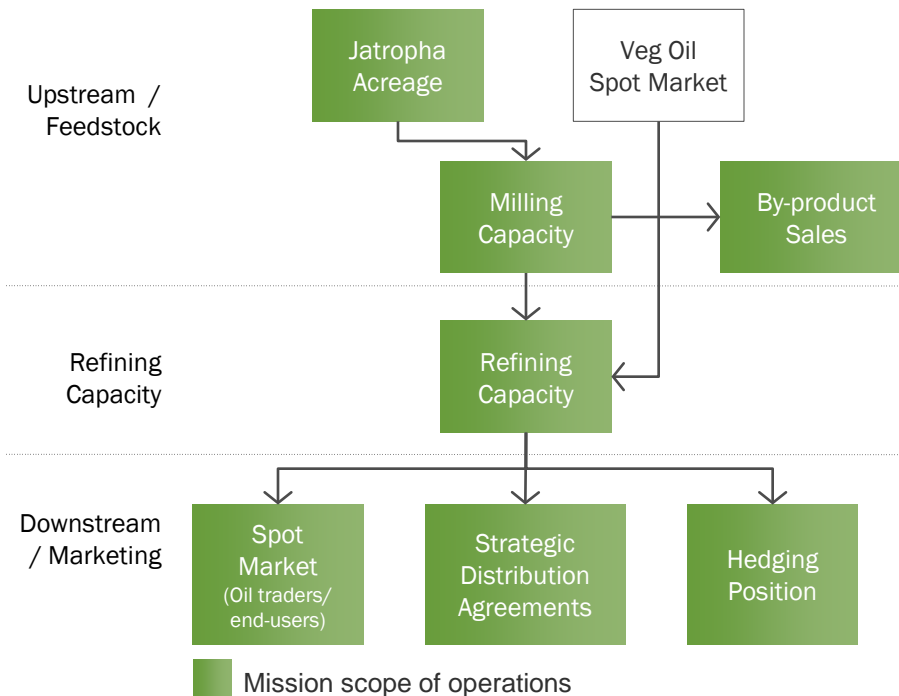 Jatropha
Acreage
Veg Oil
Spot Market
Upstream /
Feedstock
Milling
Capacity
By-product
Sales
Refining
Capacity
Refining
Capacity
Downstream
/ Marketing
Spot
Market
(Oil traders/
end-users)
Strategic
Distribution
Agreements
Hedging
Position
Mission scope of operations